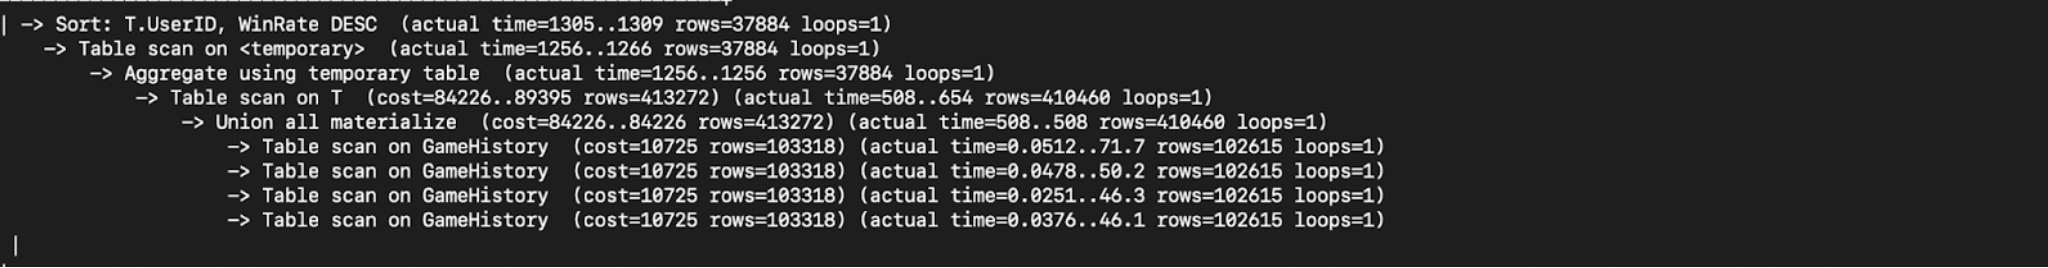 | -> Sort: T.UserID, WinRate DESC  (actual time=1305..1309 rows=37884 loops=1)
    -> Table scan on <temporary>  (actual time=1256..1266 rows=37884 loops=1)
        -> Aggregate using temporary table  (actual time=1256..1256 rows=37884 loops=1)
            -> Table scan on T  (cost=84226..89395 rows=413272) (actual time=508..654 rows=410460 loops=1)
                -> Union all materialize  (cost=84226..84226 rows=413272) (actual time=508..508 rows=410460 loops=1)
                    -> Table scan on GameHistory  (cost=10725 rows=103318) (actual time=0.0512..71.7 rows=102615 loops=1)
                    -> Table scan on GameHistory  (cost=10725 rows=103318) (actual time=0.0478..50.2 rows=102615 loops=1)
                    -> Table scan on GameHistory  (cost=10725 rows=103318) (actual time=0.0251..46.3 rows=102615 loops=1)
                    -> Table scan on GameHistory  (cost=10725 rows=103318) (actual time=0.0376..46.1 rows=102615 loops=1)
 |